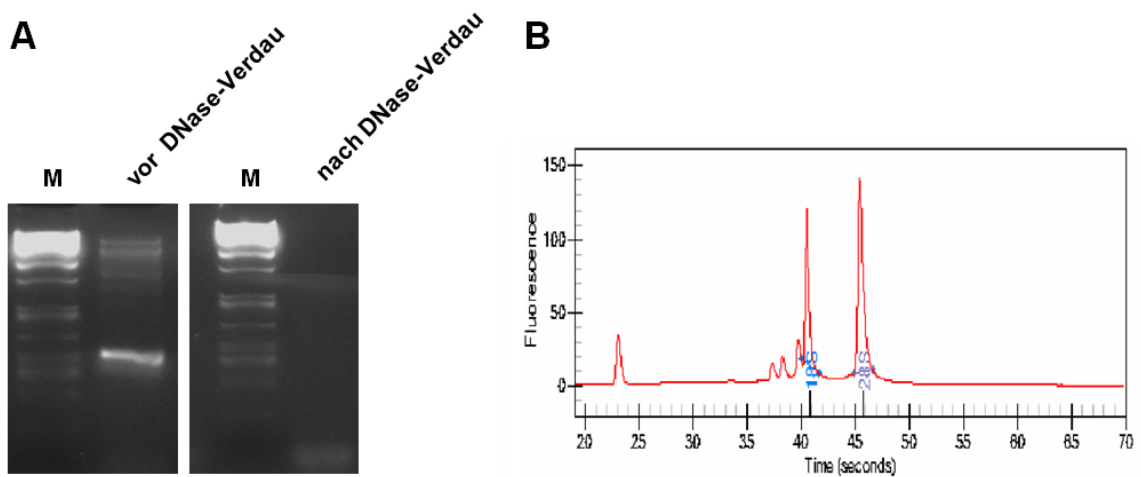 A
M
vor DNase-Verdau
M
nach DNase-Verdau
B
Fluorescence
150
100
50
0
18S
28S
20
25
30
35
40
45
50
55
60
65
70
Time (seconds)